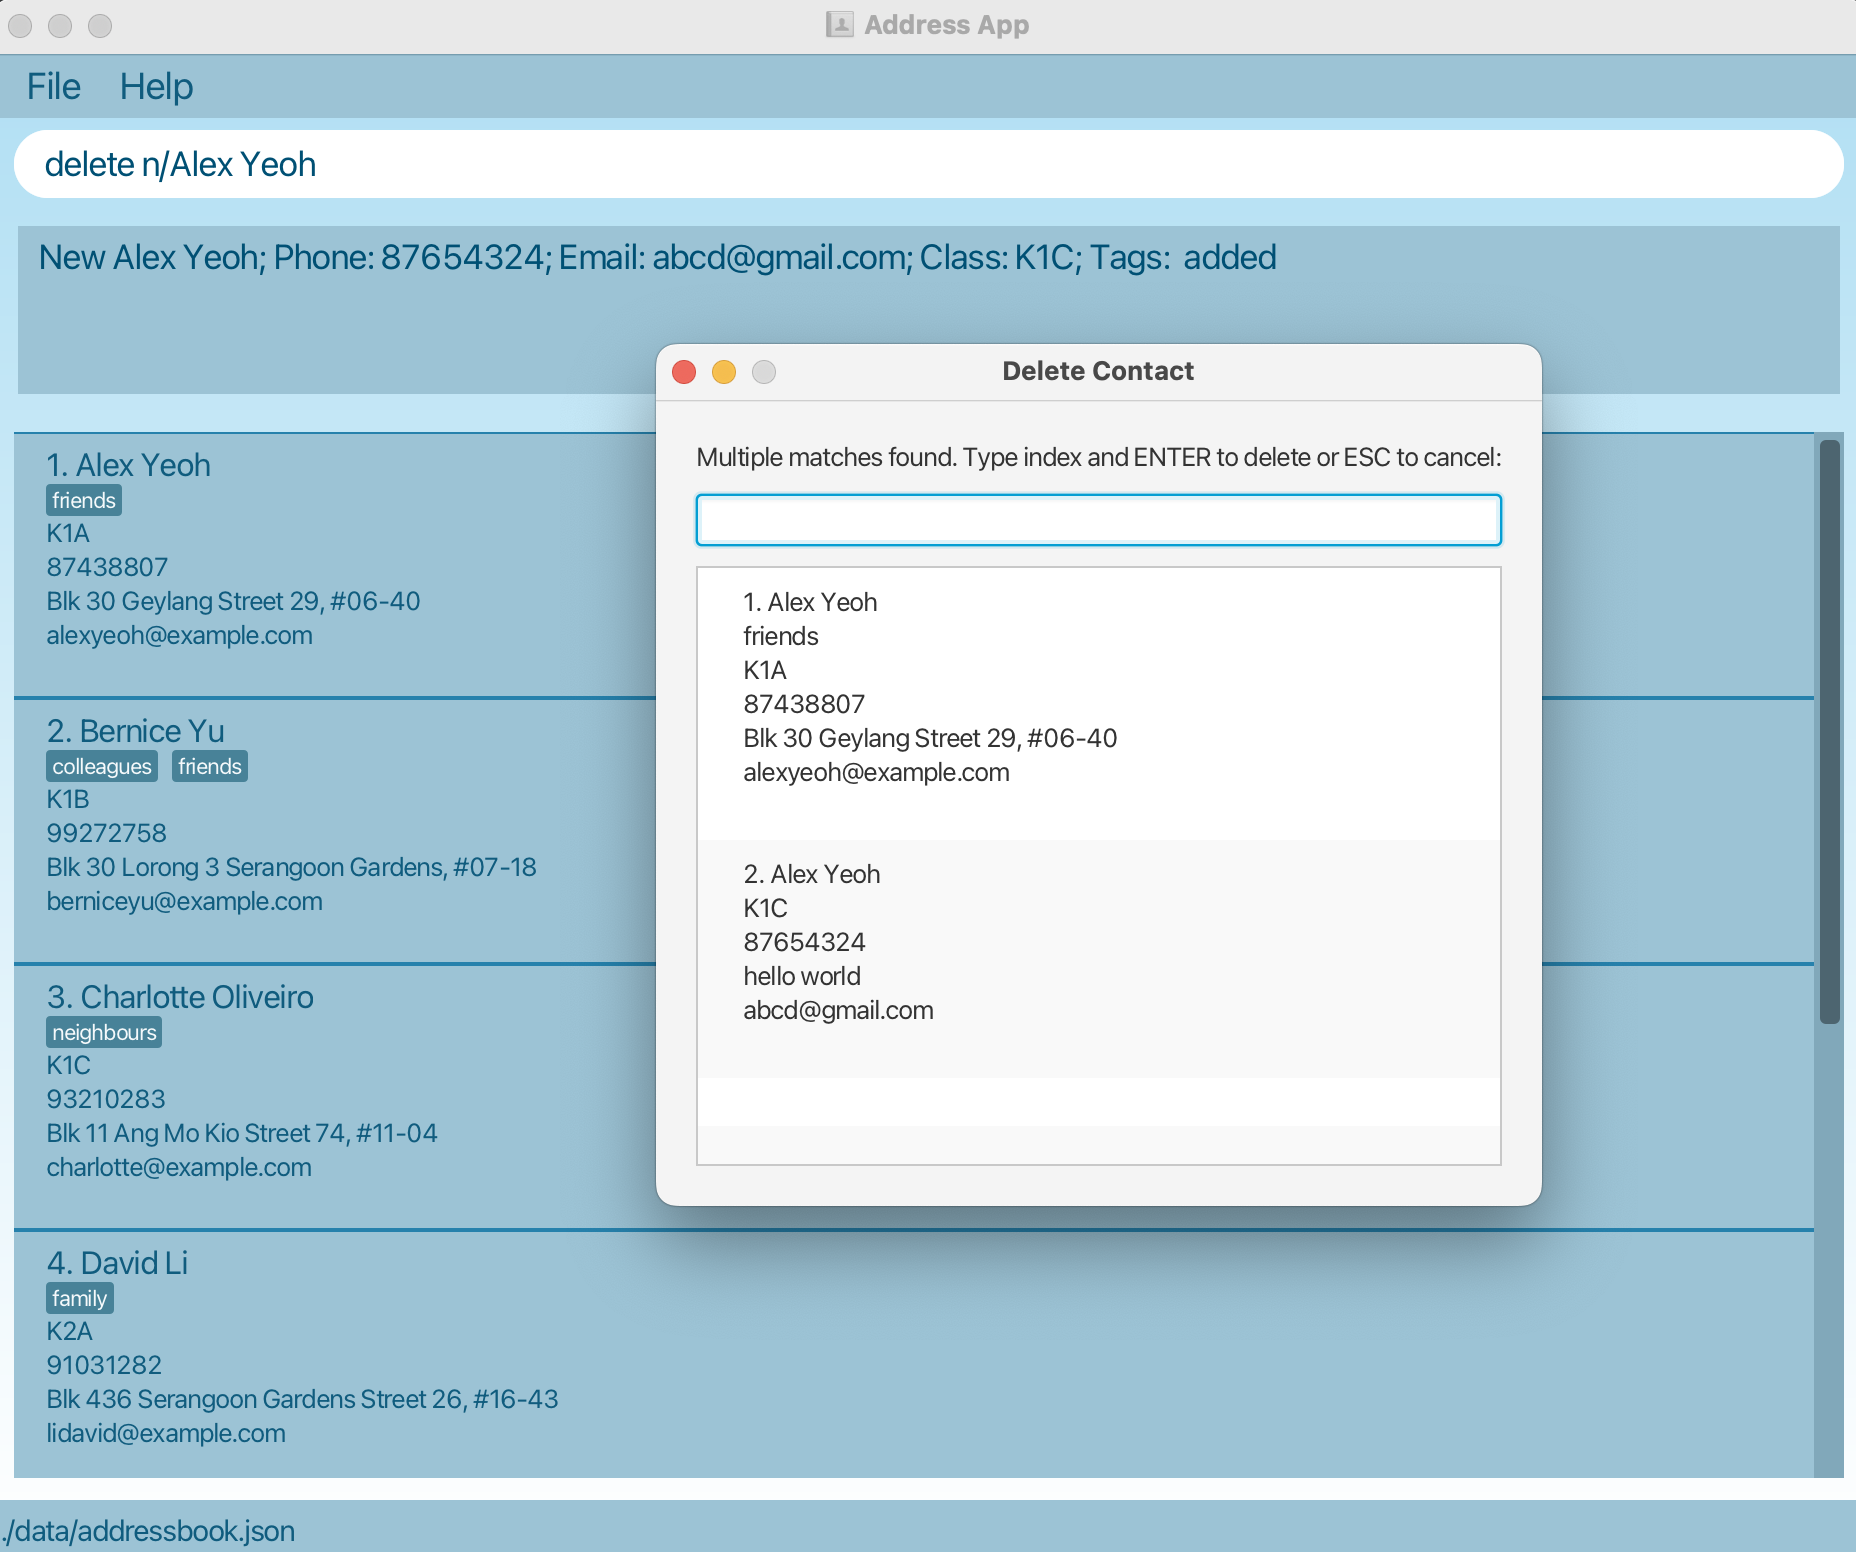 Address App
File Help
delete n/Alex Yeoh
New Alex Yeoh; Phone: 87654324; Email: abcd@gmail.com; Class: K1C; Tags:  added
1. Alex Yeoh
friends
K1A
87438807
Blk 30 Geylang Street 29, #06-40
alexyeoh@example.com
2. Bernice Yu
colleagues friends
K1B
99272758
Blk 30 Lorong 3 Serangoon Gardens, #07-18
berniceyu@example.com
3. Charlotte Oliveiro
neighbours
K1C
93210283
Blk 11 Ang Mo Kio Street 74, #11-04
charlotte@example.com
4. David Li
family
K2A
91031282
Blk 436 Serangoon Gardens Street 26, #16-43
lidavid@example.com
Delete Contact
Multiple matches found. Type index and ENTER to delete or ESC to cancel:
1. Alex Yeoh
friends
K1A
87438807
Blk 30 Geylang Street 29, #06-40
alexyeoh@example.com
2. Alex Yeoh
K1C
87654324
hello world
abcd@gmail.com
./data/addressbook.json